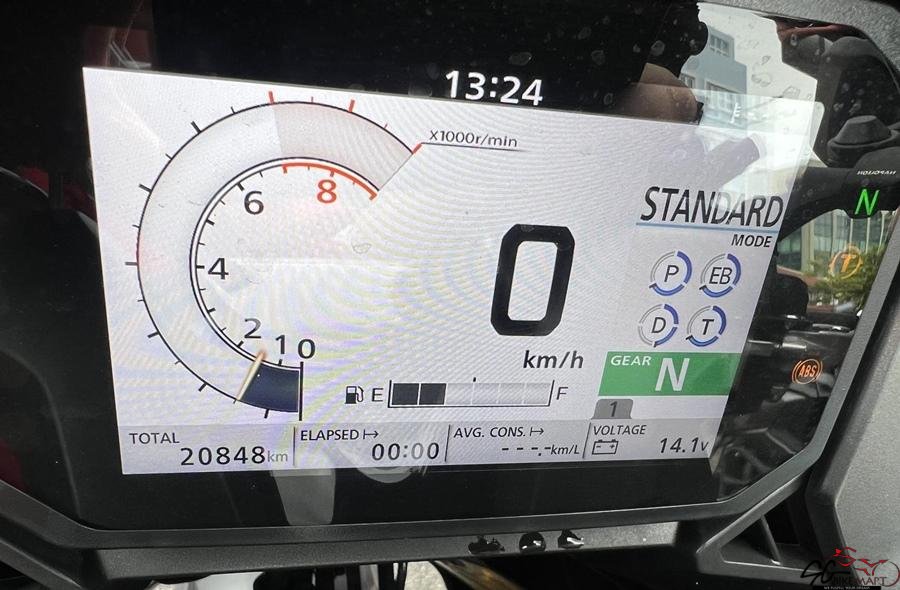 13:24
X1000r/min
8
6
4
2
1
0
0
km/h
STANDARD
MODE
P EB
D T
GEAR N
1
E F
TOTAL
20848km
ELAPSED ↦
00:00
AVG. CONS. ↦
---.-km/L
VOLTAGE
14.1v
N
T
ABS
SGBIKEMART